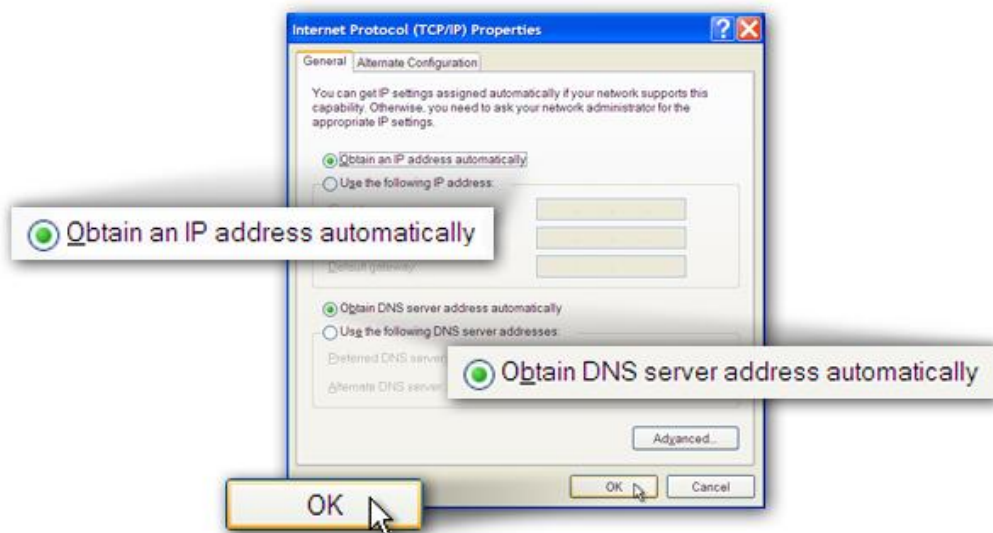 Internet Protocol (TCP/IP) Properties
General
Alternate Configuration
You can get IP settings assigned automatically if your network supports this
capability. Otherwise, you need to ask your network administrator for the
appropriate IP settings.
Obtain an IP address automatically
Use the following IP address:
Obtain an IP address automatically
Default gateway:
Obtain DNS server address automatically
Use the following DNS server addresses:
Preferred DNS server
Obtain DNS server address automatically
Alternate DNS server
Advanced...
OK
Cancel
OK